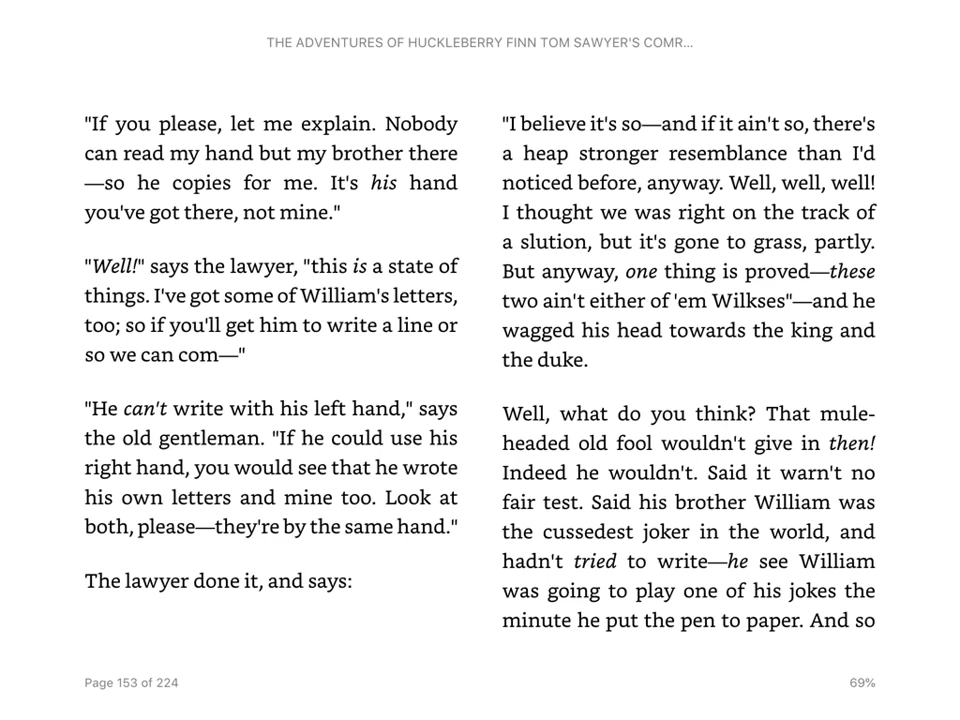 THE ADVENTURES OF HUCKLEBERRY FINN TOM SAWYER'S COMR...
"If you please, let me explain. Nobody
can read my hand but my brother there
—so he copies for me. It's his hand
you've got there, not mine."
"Well!" says the lawyer, "this is a state of
things. I've got some of William's letters,
too; so if you'll get him to write a line or
so we can com—"
"He can't write with his left hand," says
the old gentleman. "If he could use his
right hand, you would see that he wrote
his own letters and mine too. Look at
both, please—they're by the same hand."
The lawyer done it, and says:
"I believe it's so—and if it ain't so, there's
a heap stronger resemblance than I'd
noticed before, anyway. Well, well, well!
I thought we was right on the track of
a slution, but it's gone to grass, partly.
But anyway, one thing is proved—these
two ain't either of 'em Wilkses"—and he
wagged his head towards the king and
the duke.
Well, what do you think? That mule-
headed old fool wouldn't give in then!
Indeed he wouldn't. Said it warn't no
fair test. Said his brother William was
the cussedest joker in the world, and
hadn't tried to write—he see William
was going to play one of his jokes the
minute he put the pen to paper. And so
Page 153 of 224
69%